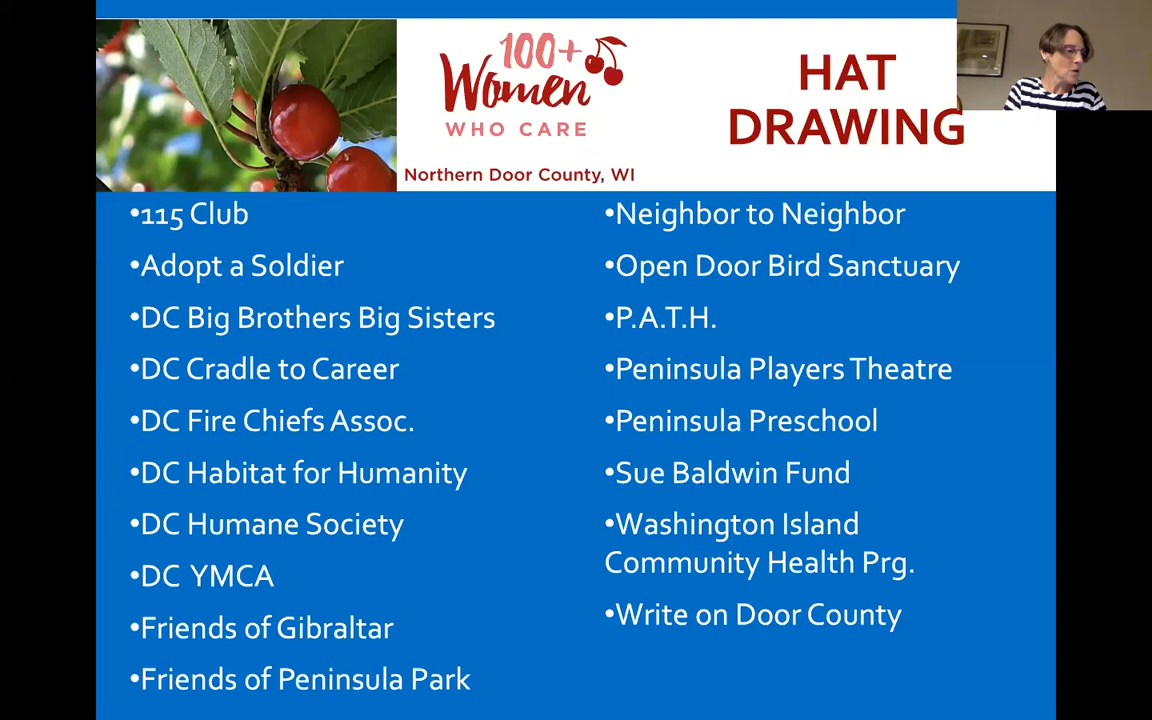 100+
Women
WHO CARE
Northern Door County, WI
HAT
DRAWING
•115 Club
•Adopt a Soldier
•DC Big Brothers Big Sisters
•DC Cradle to Career
•DC Fire Chiefs Assoc.
•DC Habitat for Humanity
•DC Humane Society
•DC YMCA
•Friends of Gibraltar
•Friends of Peninsula Park
•Neighbor to Neighbor
•Open Door Bird Sanctuary
•P.A.T.H.
•Peninsula Players Theatre
•Peninsula Preschool
•Sue Baldwin Fund
•Washington Island
Community Health Prg.
•Write on Door County